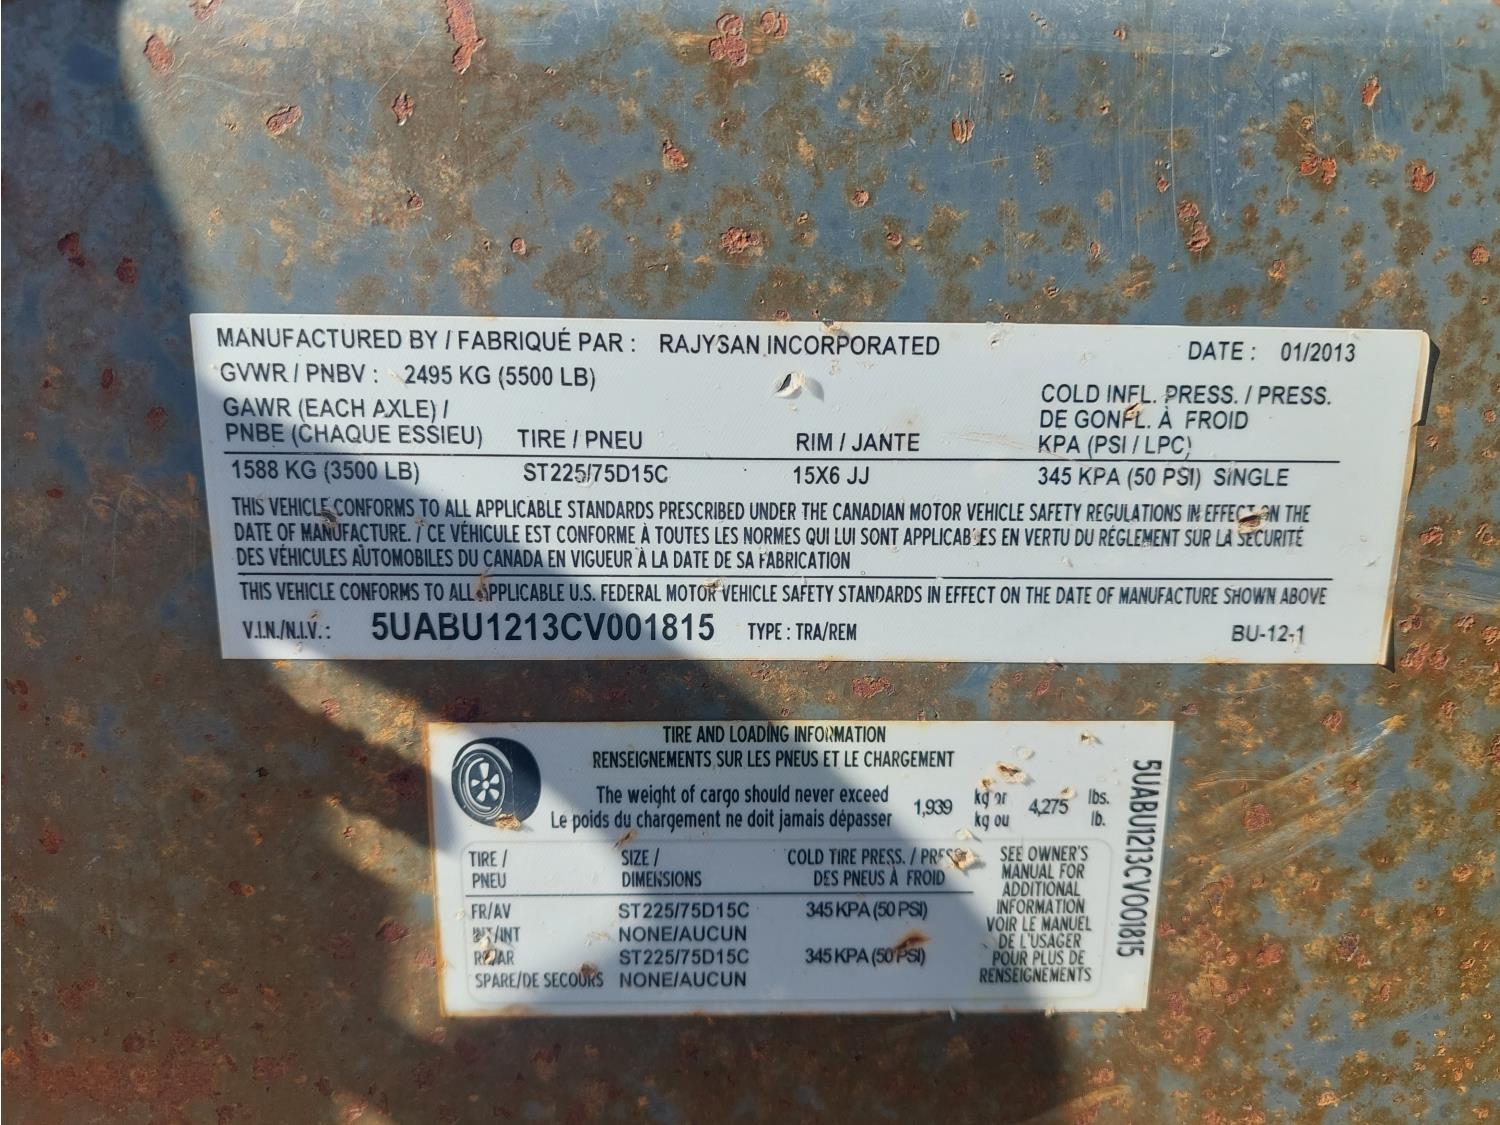 MANUFACTURED BY / FABRIQUÉ PAR : RAJYSAN INCORPORATED DATE : 01/2013
GVWR / PNBV : 2495 KG (5500 LB)
GAWR (EACH AXLE) /
PNBE (CHAQUE ESSIEU) TIRE / PNEU RIM / JANTE
COLD INFL. PRESS. / PRESS.
DE GONFL. À FROID
KPA (PSI / LPC)
1588 KG (3500 LB) ST225/75D15C 15X6 JJ 345 KPA (50 PSI) SINGLE
THIS VEHICLE CONFORMS TO ALL APPLICABLE STANDARDS PRESCRIBED UNDER THE CANADIAN MOTOR VEHICLE SAFETY REGULATIONS IN EFFECT ON THE
DATE OF MANUFACTURE. / CE VÉHICULE EST CONFORME À TOUTES LES NORMES QUI LUI SONT APPLICABLES EN VERTU DU RÉGLEMENT SUR LA SÉCURITÉ
DES VÉHICULES AUTOMOBILES DU CANADA EN VIGUEUR À LA DATE DE SA FABRICATION
THIS VEHICLE CONFORMS TO ALL APPLICABLE U.S. FEDERAL MOTOR VEHICLE SAFETY STANDARDS IN EFFECT ON THE DATE OF MANUFACTURE SHOWN ABOVE
V.I.N./N.I.V.: 5UABU1213CV001815 TYPE : TRA/REM BU-12-1
TIRE AND LOADING INFORMATION
RENSEIGNEMENTS SUR LES PNEUS ET LE CHARGEMENT
The weight of cargo should never exceed
Le poids du chargement ne doit jamais dépasser
1,939 kg or
kg ou
4,275 lbs.
lb.
TIRE /
PNEU
SIZE /
DIMENSIONS
COLD TIRE PRESS. / PRESS.
DES PNEUS À FROID
FR/AV ST225/75D15C 345 KPA (50 PSI)
INT/INT NONE/AUCUN
RR/AR ST225/75D15C 345 KPA (50 PSI)
SPARE/DE SECOURS NONE/AUCUN
SEE OWNER'S
MANUAL FOR
ADDITIONAL
INFORMATION
VOIR LE MANUEL
DE L'USAGER
POUR PLUS DE
RENSEIGNEMENTS
5UABU1213CV001815